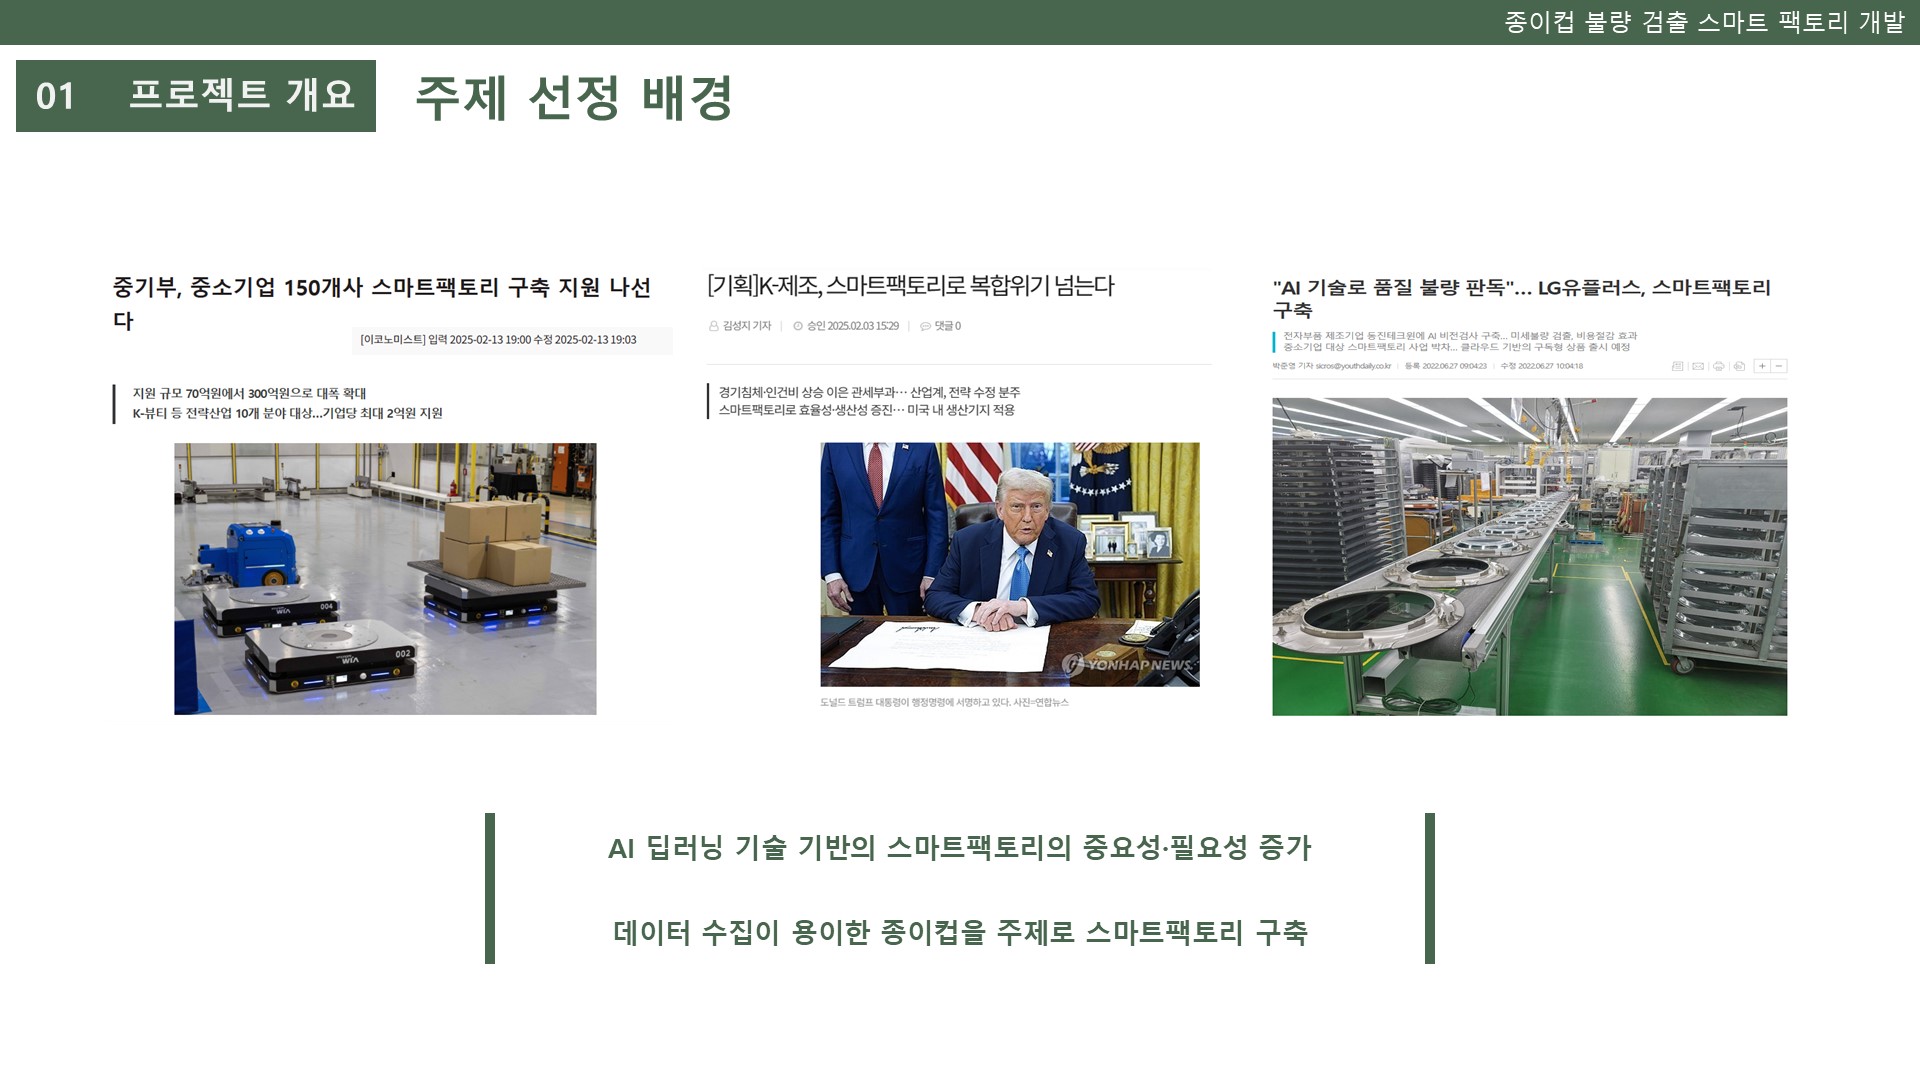 종이컵 불량 검출 스마트 팩토리 개발
01 프로젝트 개요
주제 선정 배경
중기부, 중소기업 150개사 스마트팩토리 구축 지원 나선
다
[이코노미스트] 입력 2025-02-13 19:00 수정 2025-02-13 19:03
지원 규모 70억원에서 300억원으로 대폭 확대
K-뷰티 등 전략산업 10개 분야 대상...기업당 최대 2억원 지원
004
WIA
002
WIA
[기획]K-제조, 스마트팩토리로 복합위기 넘는다
김성지 기자 | 승인 2025.02.03 15:29 | 댓글 0
경기침체·인건비 상승 이은 관세부과… 산업계, 전략 수정 분주
스마트팩토리로 효율성·생산성 증진… 미국 내 생산기지 적용
YONHAPNEWS
도널드 트럼프 대통령이 행정명령에 서명하고 있다. 사진=연합뉴스
"AI 기술로 품질 불량 판독"... LG유플러스, 스마트팩토리
구축
전자부품 제조기업 동진테크원에 AI 비전검사 구축... 미세불량 검출, 비용절감 효과
중소기업 대상 스마트팩토리 사업 박차... 클라우드 기반의 구독형 상품 출시 예정
박준영 기자 sicros@youthdaily.co.kr | 등록 2022.06.27 09:04:23 | 수정 2022.06.27 10:04:18
AI 딥러닝 기술 기반의 스마트팩토리의 중요성·필요성 증가
데이터 수집이 용이한 종이컵을 주제로 스마트팩토리 구축